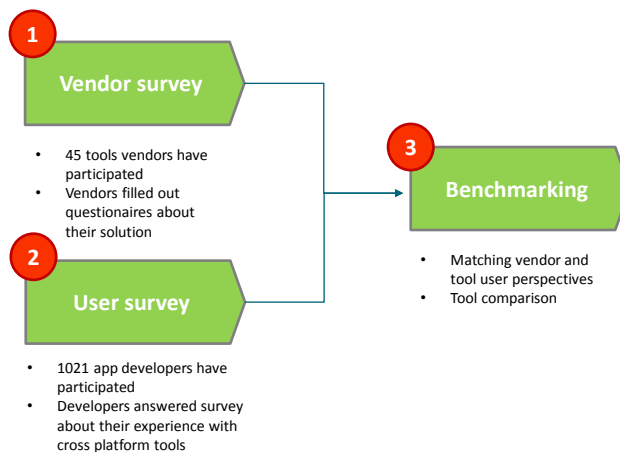 1
Vendor survey
• 45 tools vendors have
participated
• Vendors filled out
questionaires about
their solution
2
User survey
• 1021 app developers have
participated
• Developers answered survey
about their experience with
cross platform tools
3
Benchmarking
• Matching vendor and
tool user perspectives
• Tool comparison